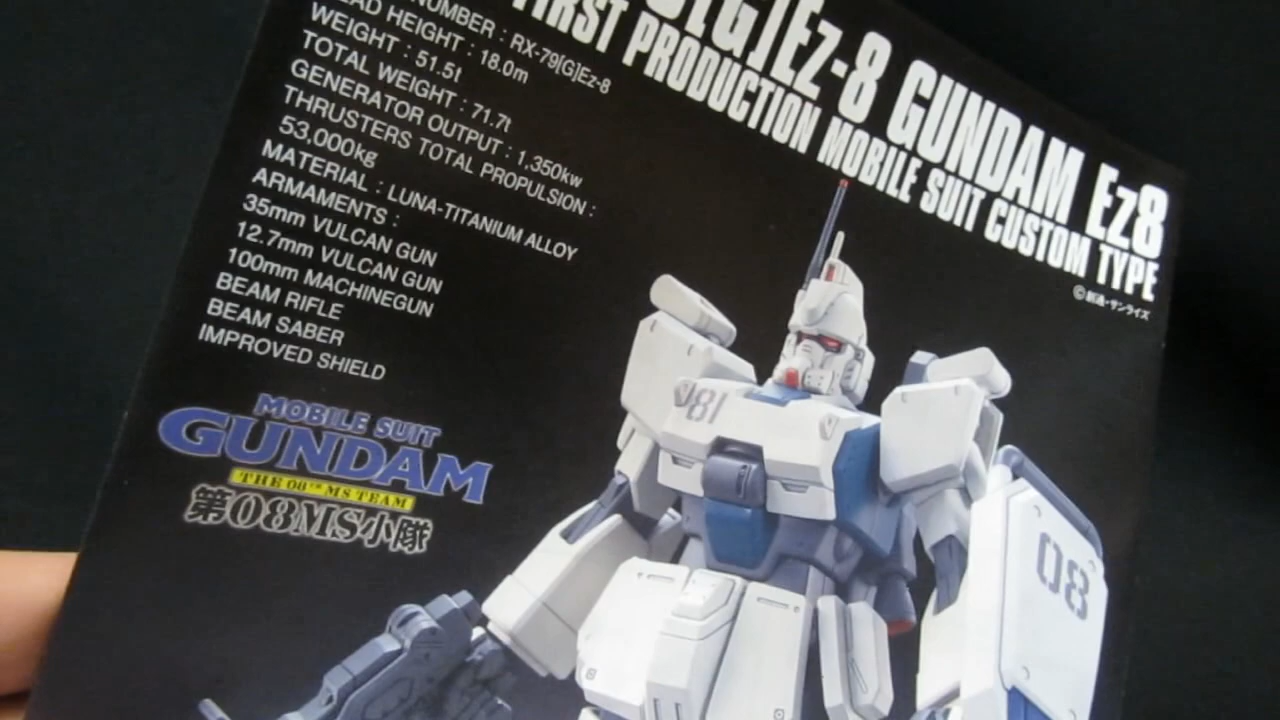 NUMBER : RX-79[G]Ez-8
HEAD HEIGHT : 18.0m
WEIGHT : 51.5t
TOTAL WEIGHT : 71.7t
GENERATOR OUTPUT : 1,350kw
THRUSTERS TOTAL PROPULSION :
53,000kg
MATERIAL : LUNA-TITANIUM ALLOY
ARMAMENTS :
35mm VULCAN GUN
12.7mm VULCAN GUN
100mm MACHINEGUN
BEAM RIFLE
BEAM SABER
IMPROVED SHIELD
[G]Ez-8 GUNDAM Ez8
FIRST PRODUCTION MOBILE SUIT CUSTOM TYPE
©創通・サンライズ
MOBILE SUIT
GUNDAM
THE 08TH MS TEAM
第08MS小隊
81
08